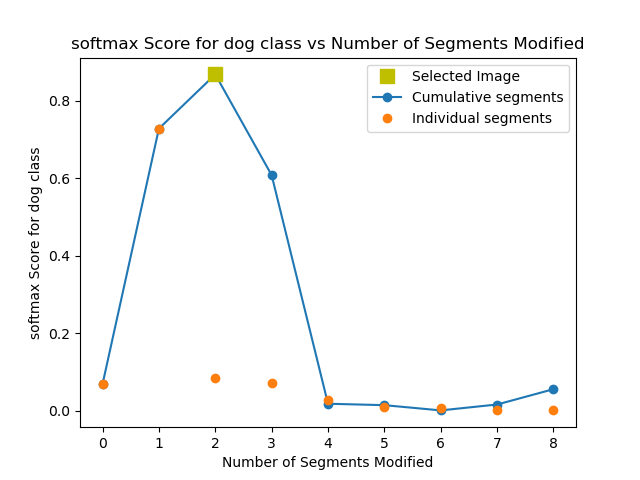 softmax Score for dog class vs Number of Segments Modified
Selected Image
Cumulative segments
Individual segments
softmax Score for dog class
0.8
0.6
0.4
0.2
0.0
0 1 2 3 4 5 6 7 8
Number of Segments Modified